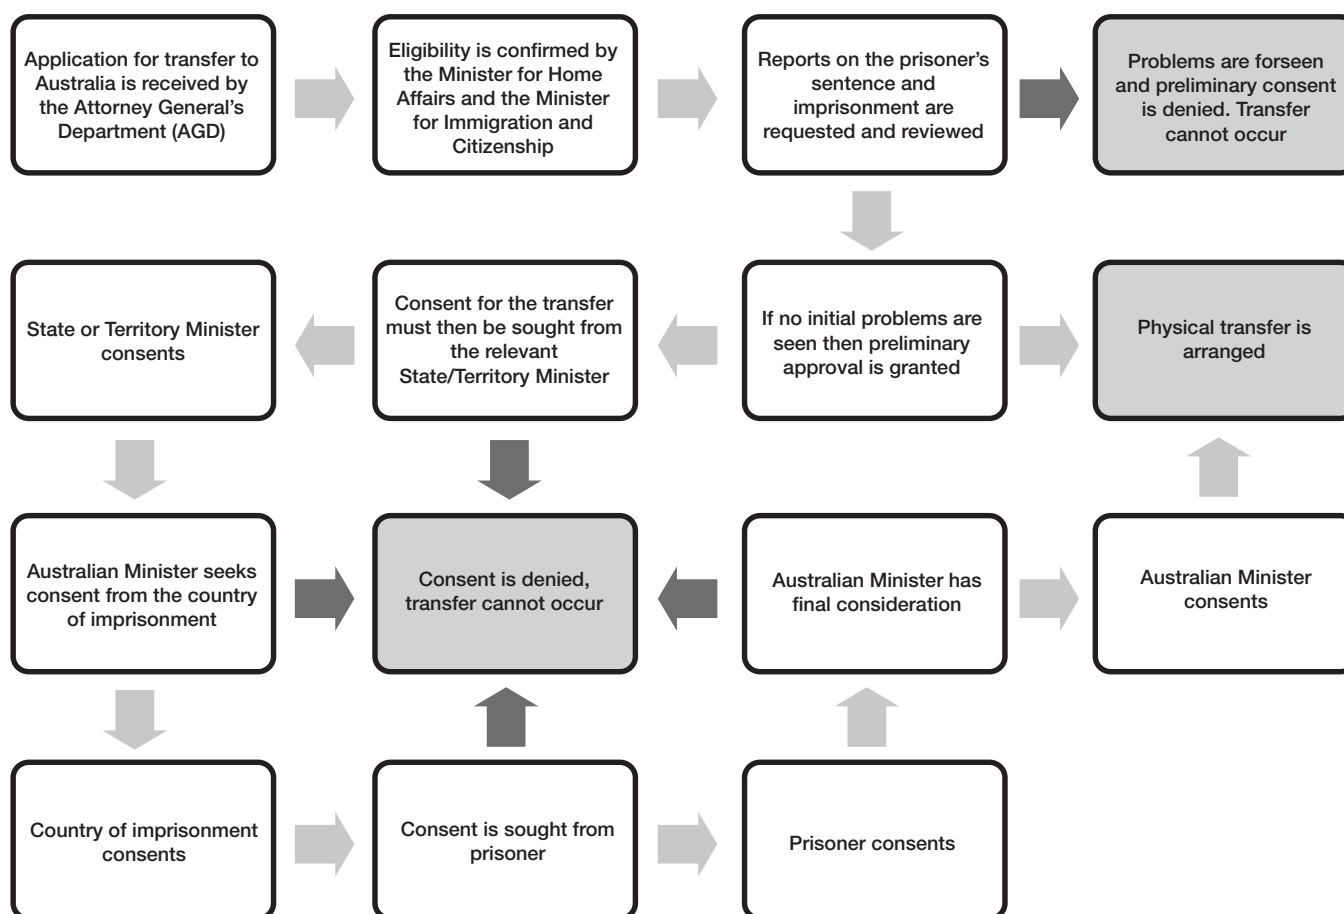 Application for transfer to
Australia is received by
the Attorney General's
Department (AGD)
Eligibility is confirmed by
the Minister for Home
Affairs and the Minister
for Immigration and
Citizenship
Reports on the prisoner's
sentence and
imprisonment are
requested and reviewed
Problems are forseen
and preliminary consent
is denied. Transfer
cannot occur
State or Territory Minister
consents
Consent for the transfer
must then be sought from
the relevant
State/Territory Minister
If no initial problems are
seen then preliminary
approval is granted
Physical transfer is
arranged
Australian Minister seeks
consent from the country
of imprisonment
Consent is denied,
transfer cannot occur
Australian Minister has
final consideration
Australian Minister
consents
Country of imprisonment
consents
Consent is sought from
prisoner
Prisoner consents